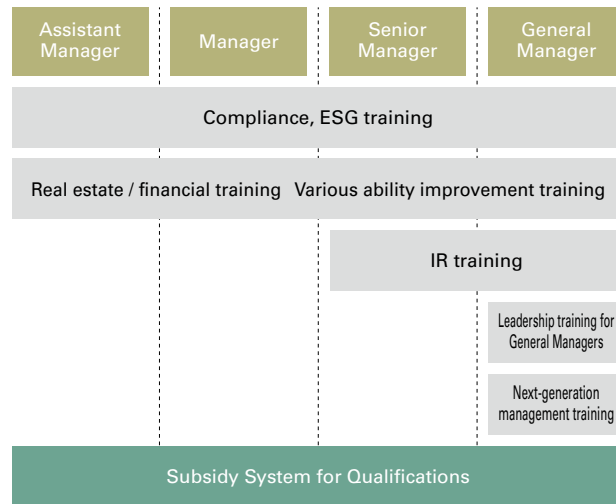 Assistant
Manager
Manager
Senior
Manager
General
Manager
Compliance, ESG training
Real estate / financial training Various ability improvement training
IR training
Leadership training for
General Managers
Next-generation
management training
Subsidy System for Qualifications